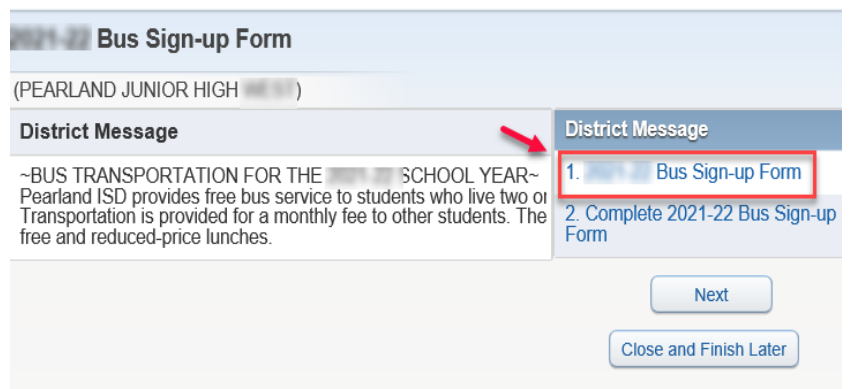 Bus Sign-up Form
(PEARLAND JUNIOR HIGH )
District Message
~BUS TRANSPORTATION FOR THE SCHOOL YEAR~
Pearland ISD provides free bus service to students who live two or
Transportation is provided for a monthly fee to other students. The
free and reduced-price lunches.
District Message
1. Bus Sign-up Form
2. Complete 2021-22 Bus Sign-up
Form
Next
Close and Finish Later